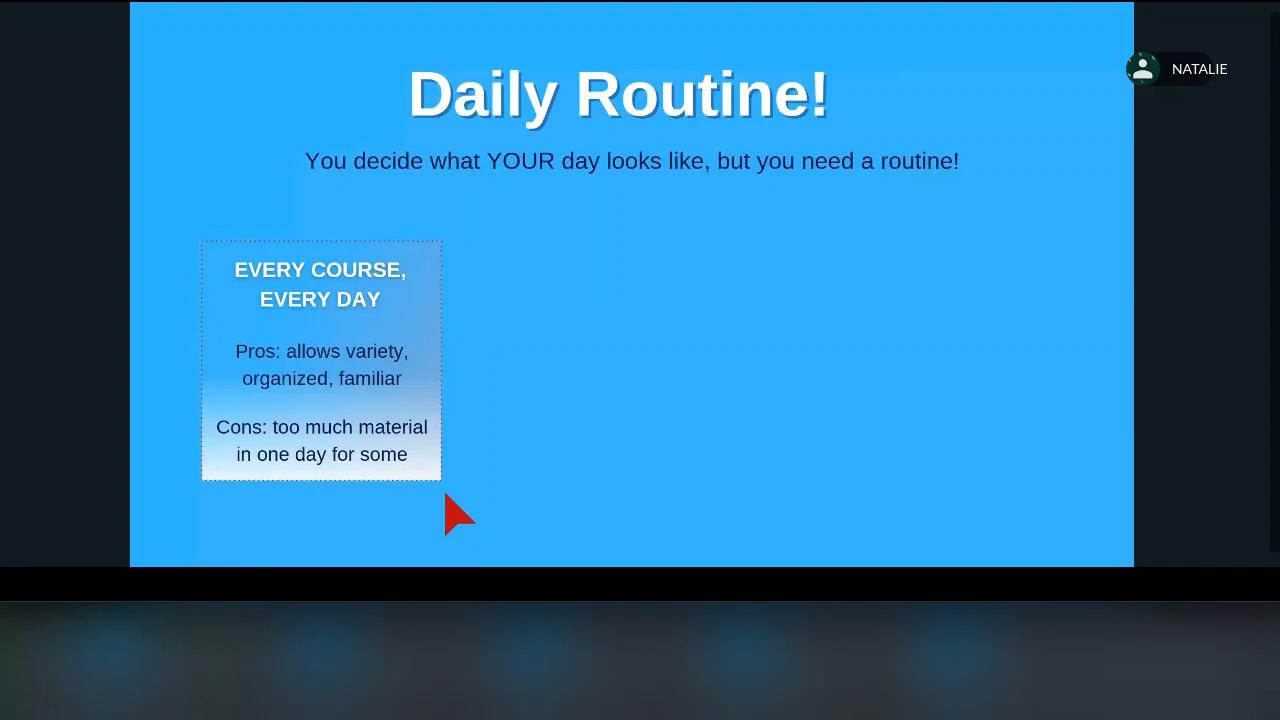 Daily Routine!
NATALIE
You decide what YOUR day looks like, but you need a routine!
EVERY COURSE,
EVERY DAY
Pros: allows variety,
organized, familiar
Cons: too much material
in one day for some